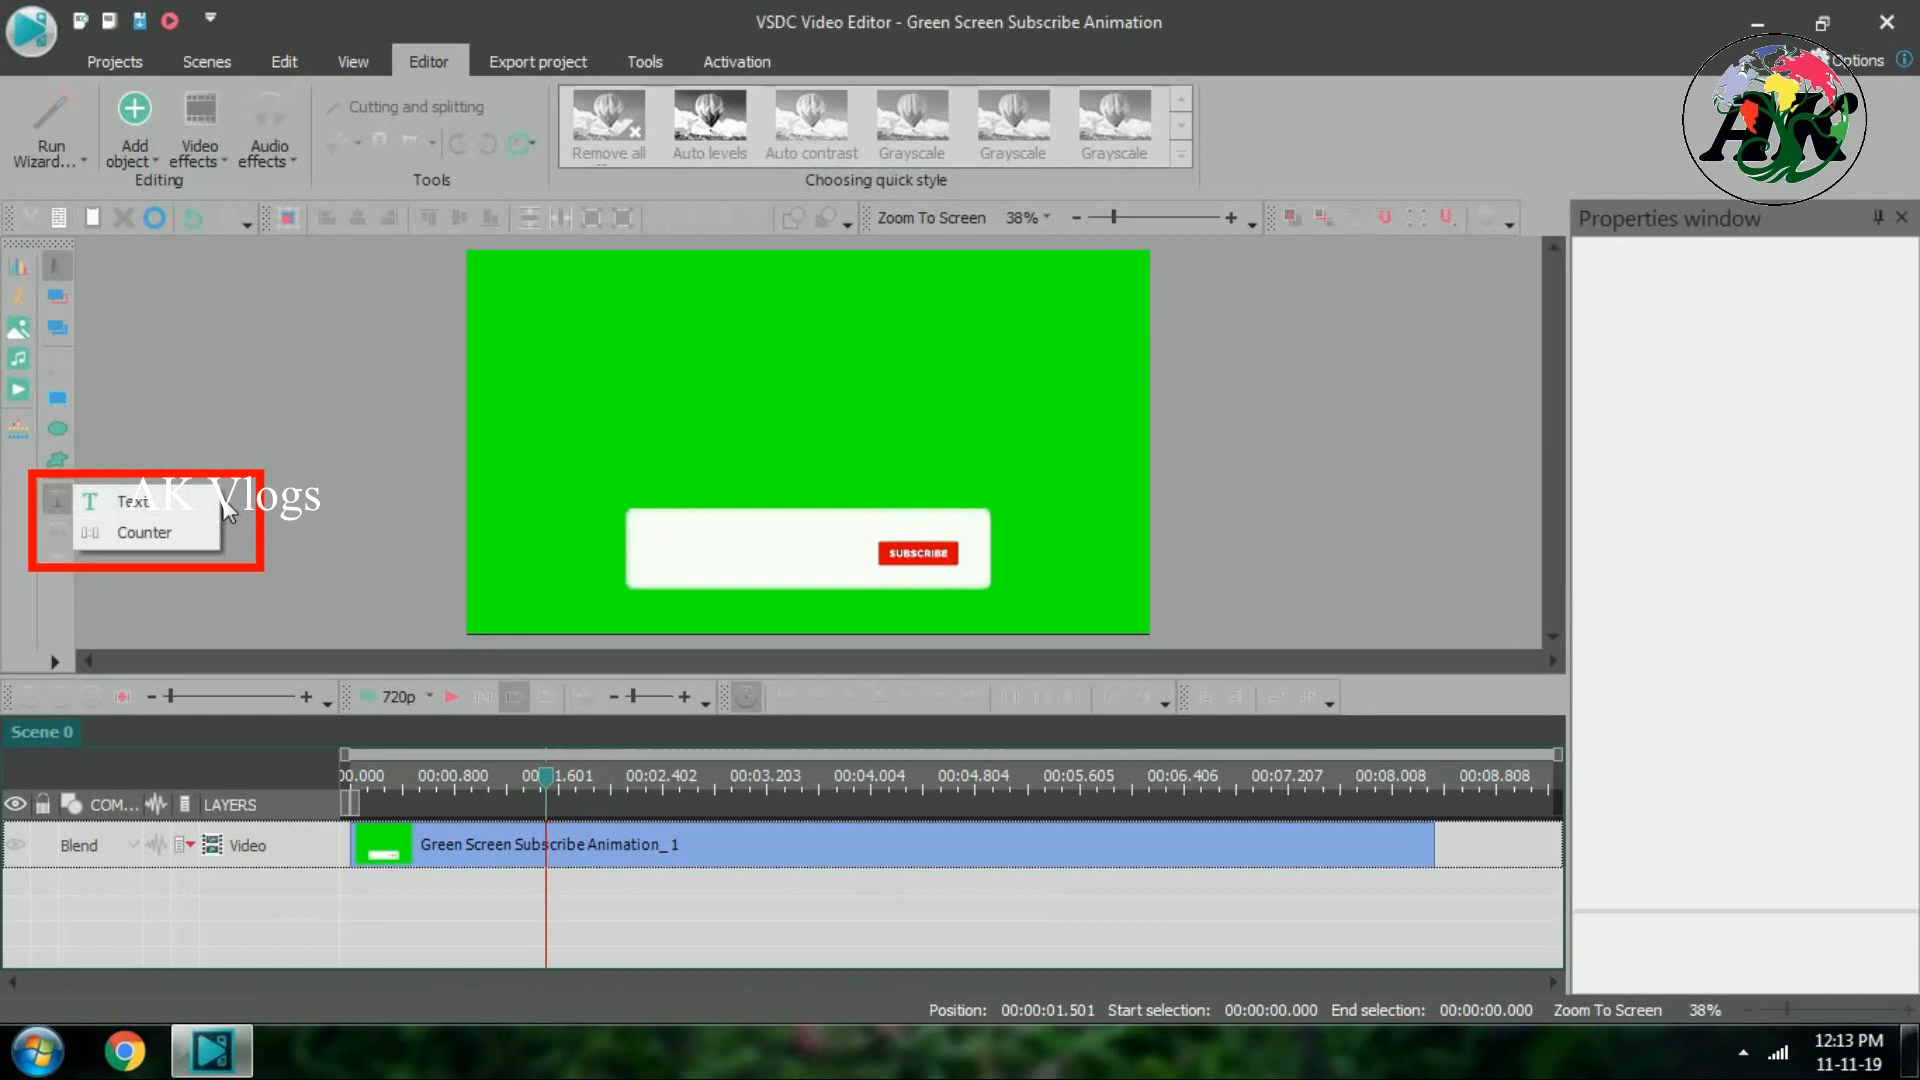 VSDC Video Editor - Green Screen Subscribe Animation
Projects Scenes Edit View Editor Export project Tools Activation Options
AK
Run Wizard...
Add object
Video effects
Audio effects
Editing
Cutting and splitting
Tools
Remove all
Auto levels
Auto contrast
Grayscale
Grayscale
Grayscale
Choosing quick style
Zoom To Screen 38%
Properties window
Text
AK Vlogs
Counter
SUBSCRIBE
720p
Scene 0
00.000 00:00.800 00:01.601 00:02.402 00:03.203 00:04.004 00:04.804 00:05.605 00:06.406 00:07.207 00:08.008 00:08.808
COM... LAYERS
Blend Video Green Screen Subscribe Animation_ 1
Position: 00:00:01.501 Start selection: 00:00:00.000 End selection: 00:00:00.000 Zoom To Screen 38%
12:13 PM
11-11-19